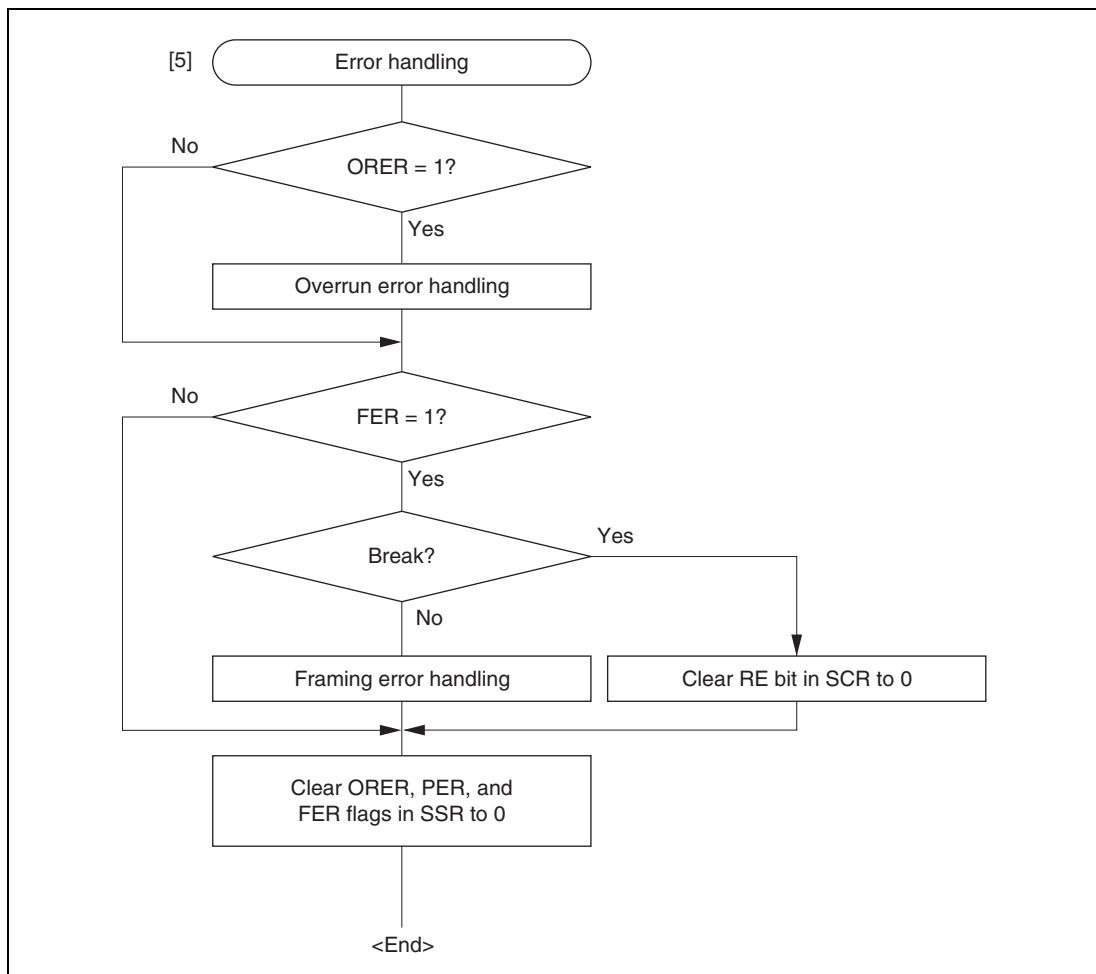 [5]
Error handling
No
ORER = 1?
Yes
Overrun error handling
No
FER = 1?
Yes
Break?
Yes
No
Framing error handling
Clear RE bit in SCR to 0
Clear ORER, PER, and
FER flags in SSR to 0
<End>